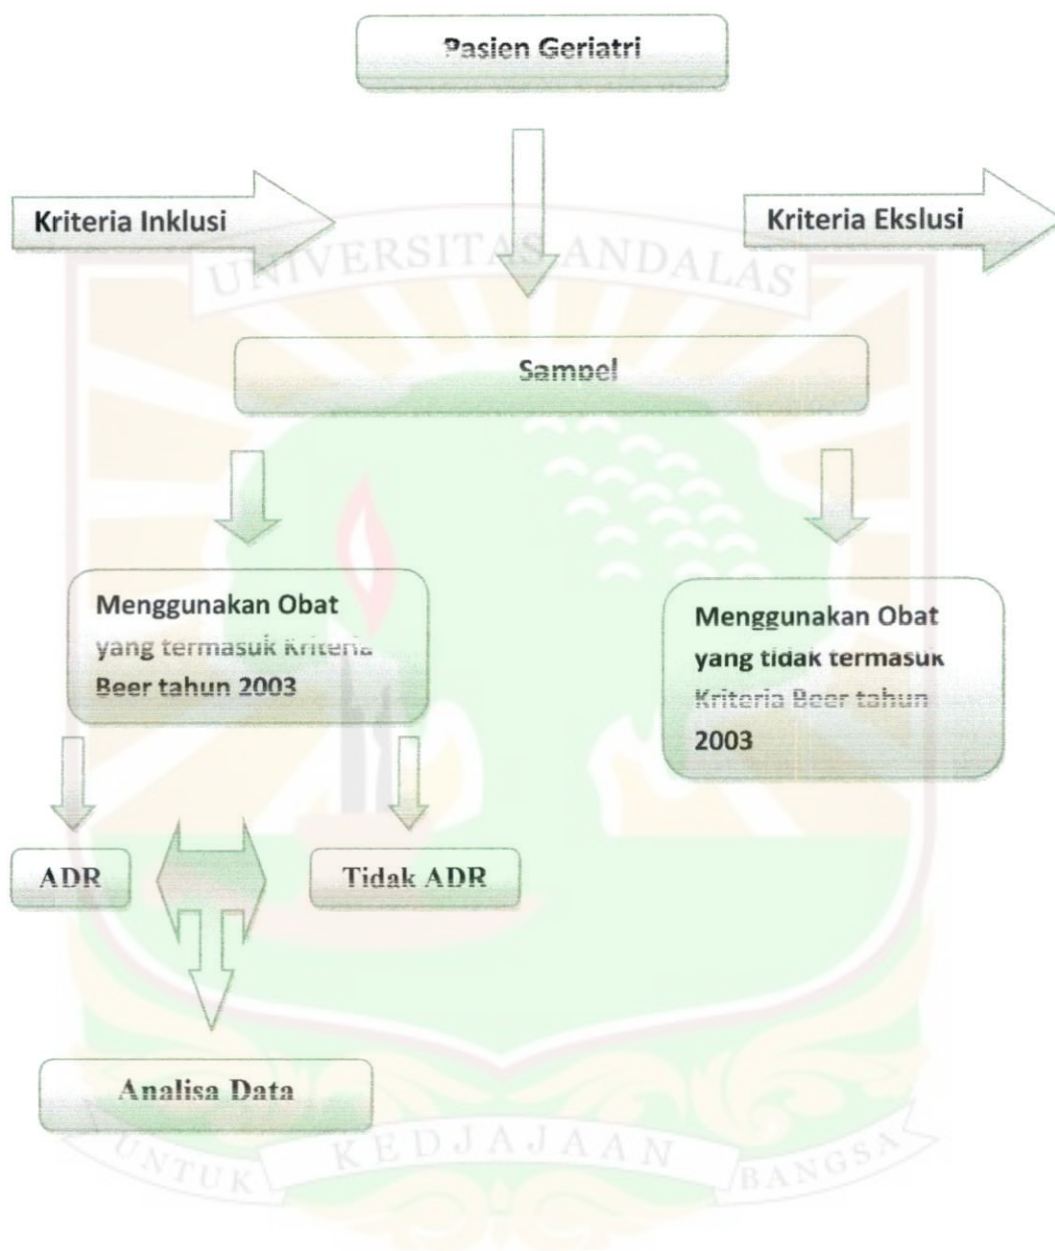 Pasien Geriatri
Kriteria Inklusi
Kriteria Ekslusi
UNIVERSITAS ANDALAS
Sampel
Menggunakan Obat
yang termasuk Kriteria
Beer tahun 2003
Menggunakan Obat
yang tidak termasuk
Kriteria Beer tahun
2003
ADR
Tidak ADR
Analisa Data
UNTUK KEDJAJAAN BANGSA